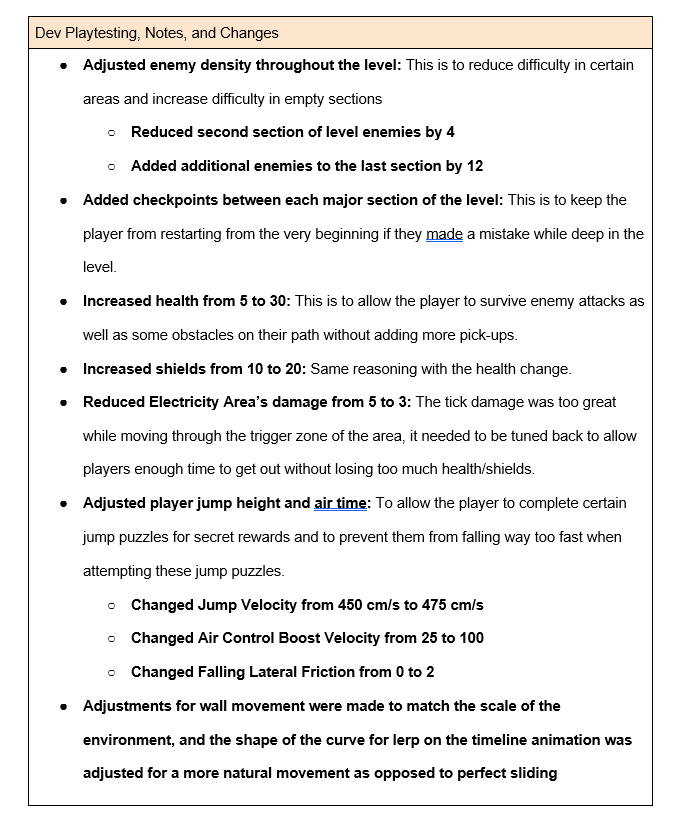 Dev Playtesting, Notes, and Changes
● Adjusted enemy density throughout the level: This is to reduce difficulty in certain
areas and increase difficulty in empty sections
○ Reduced second section of level enemies by 4
○ Added additional enemies to the last section by 12
● Added checkpoints between each major section of the level: This is to keep the
player from restarting from the very beginning if they made a mistake while deep in the
level.
● Increased health from 5 to 30: This is to allow the player to survive enemy attacks as
well as some obstacles on their path without adding more pick-ups.
● Increased shields from 10 to 20: Same reasoning with the health change.
● Reduced Electricity Area's damage from 5 to 3: The tick damage was too great
while moving through the trigger zone of the area, it needed to be tuned back to allow
players enough time to get out without losing too much health/shields.
● Adjusted player jump height and air time: To allow the player to complete certain
jump puzzles for secret rewards and to prevent them from falling way too fast when
attempting these jump puzzles.
○ Changed Jump Velocity from 450 cm/s to 475 cm/s
○ Changed Air Control Boost Velocity from 25 to 100
○ Changed Falling Lateral Friction from 0 to 2
● Adjustments for wall movement were made to match the scale of the
environment, and the shape of the curve for lerp on the timeline animation was
adjusted for a more natural movement as opposed to perfect sliding